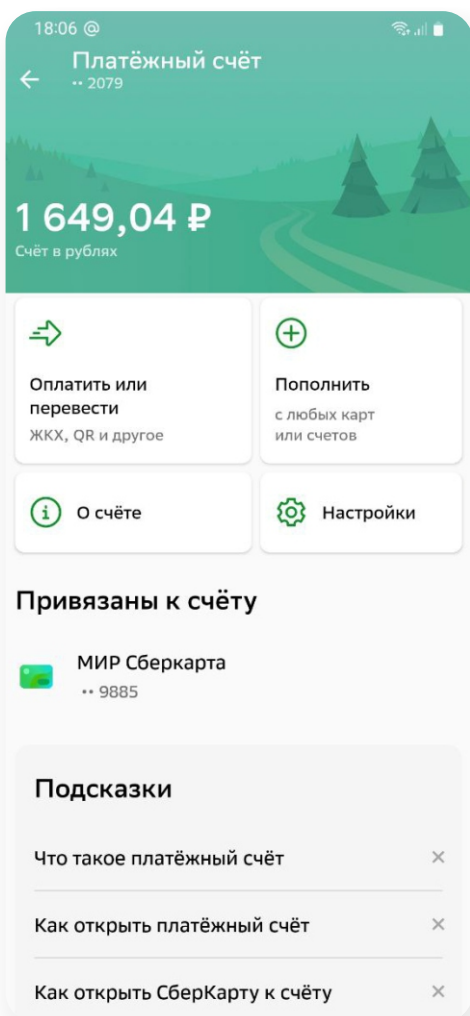 18:06 @
Платёжный счёт
•• 2079
1 649,04 ₽
Счёт в рублях
Оплатить или
перевести
ЖКХ, QR и другое
Пополнить
с любых карт
или счетов
О счёте
Настройки
Привязаны к счёту
МИР Сберкарта
•• 9885
Подсказки
Что такое платёжный счёт
Как открыть платёжный счёт
Как открыть СберКарту к счёту